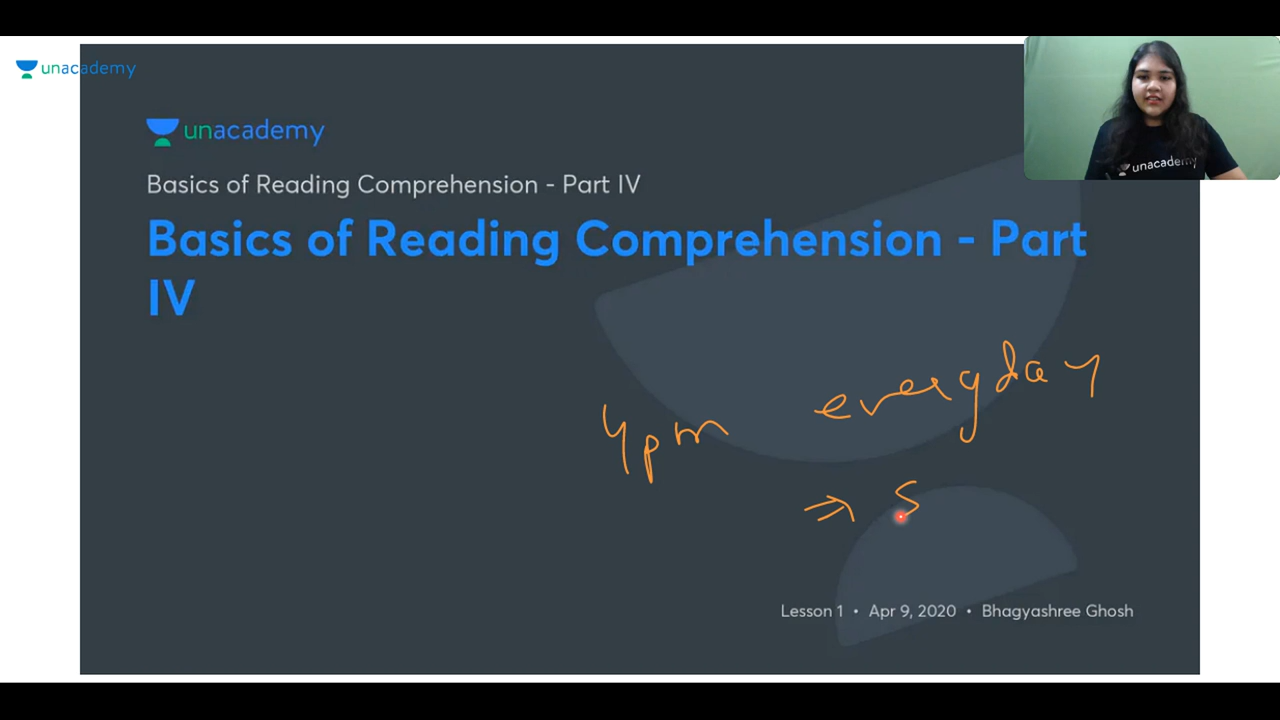 unacademy
unacademy
unacademy
Basics of Reading Comprehension - Part IV
Basics of Reading Comprehension - Part
IV
4pm everyday
⇒ S
Lesson 1 • Apr 9, 2020 • Bhagyashree Ghosh